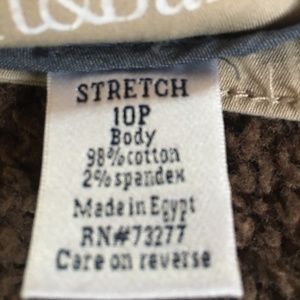 STRETCH
10P
Body
98%cotton
2%spandex
Made in Egypt
RN#73277
Care on reverse